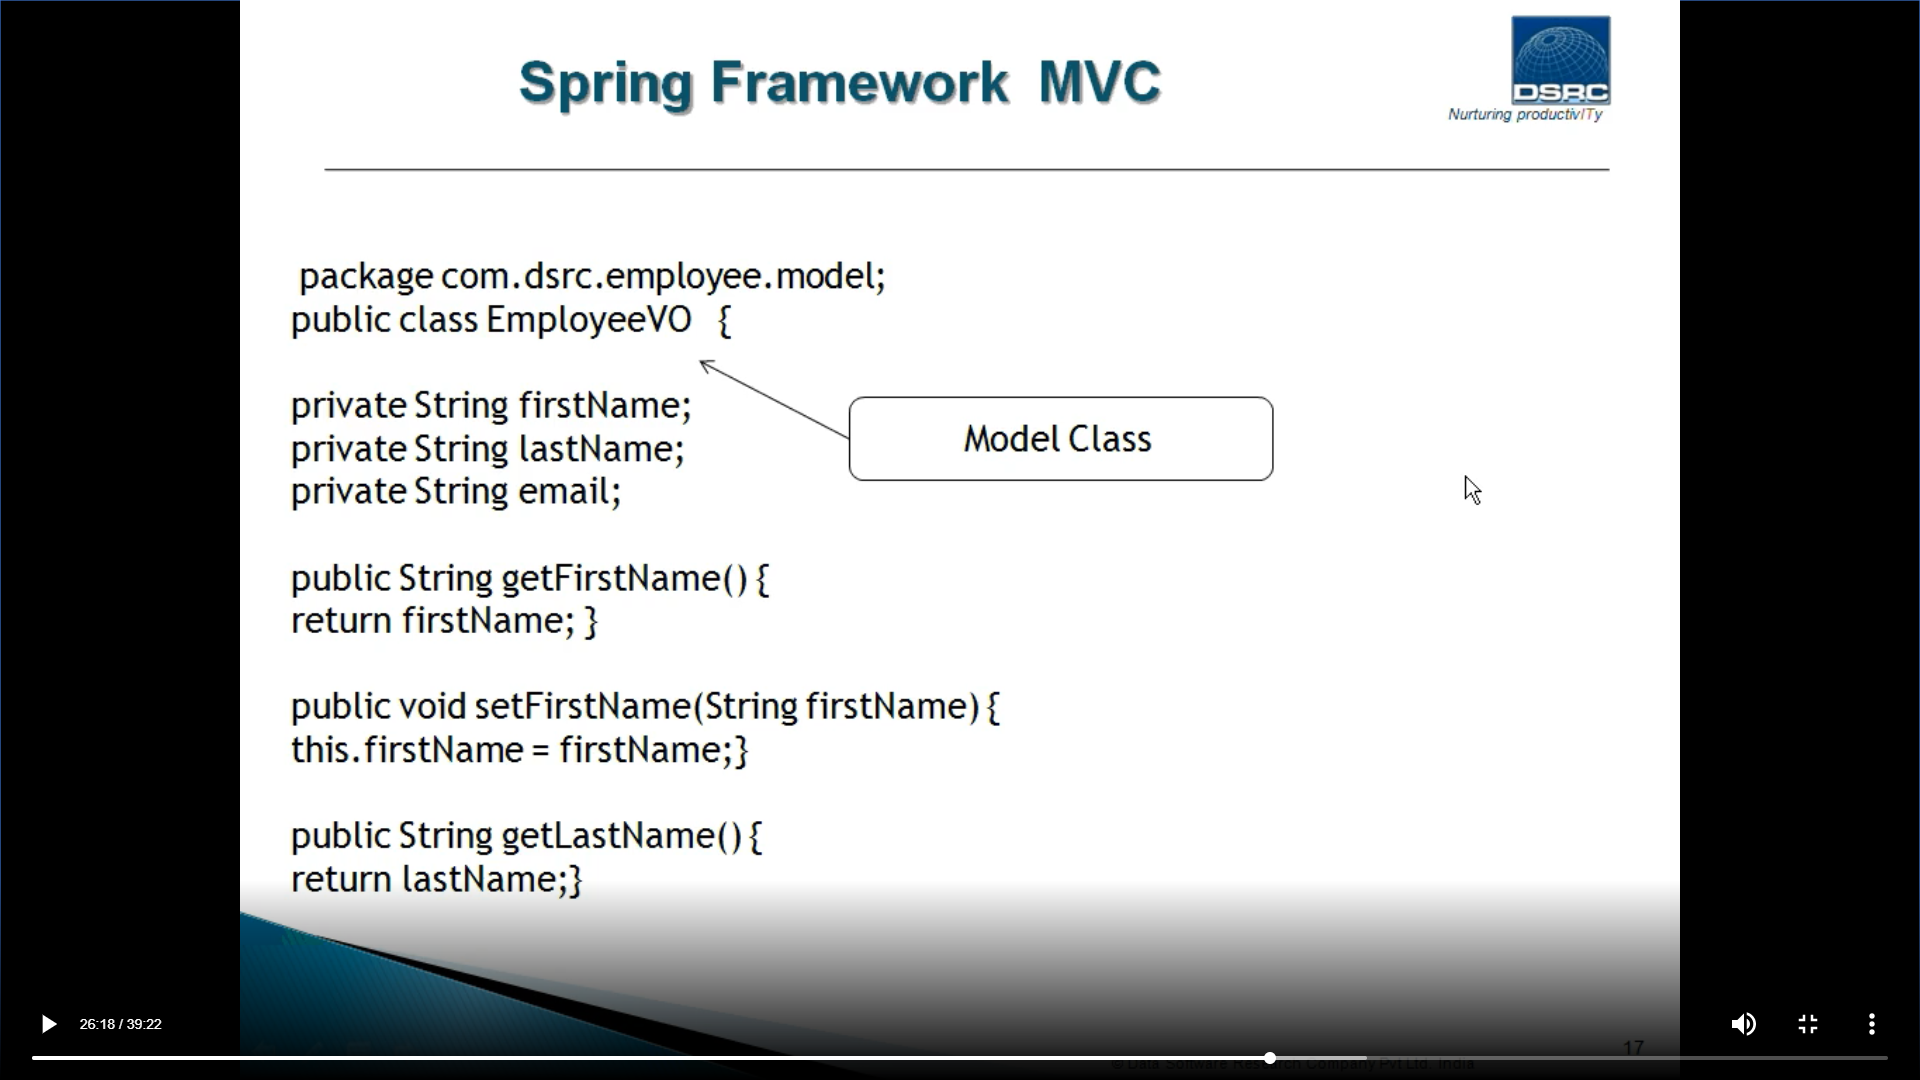 Spring Framework MVC
DSRC
Nurturing productivITy
package com.dsrc.employee.model;
public class EmployeeVO {
private String firstName;
private String lastName;
private String email;
Model Class
public String getFirstName() {
return firstName; }
public void setFirstName(String firstName) {
this.firstName = firstName;}
public String getLastName() {
return lastName;}
26:18 / 39:22
17
© Data Software Research Company Pvt Ltd. India